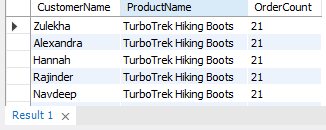 CustomerName ProductName OrderCount
Zulekha TurboTrek Hiking Boots 21
Alexandra TurboTrek Hiking Boots 21
Hannah TurboTrek Hiking Boots 21
Rajinder TurboTrek Hiking Boots 21
Navdeep TurboTrek Hiking Boots 21
Result 1